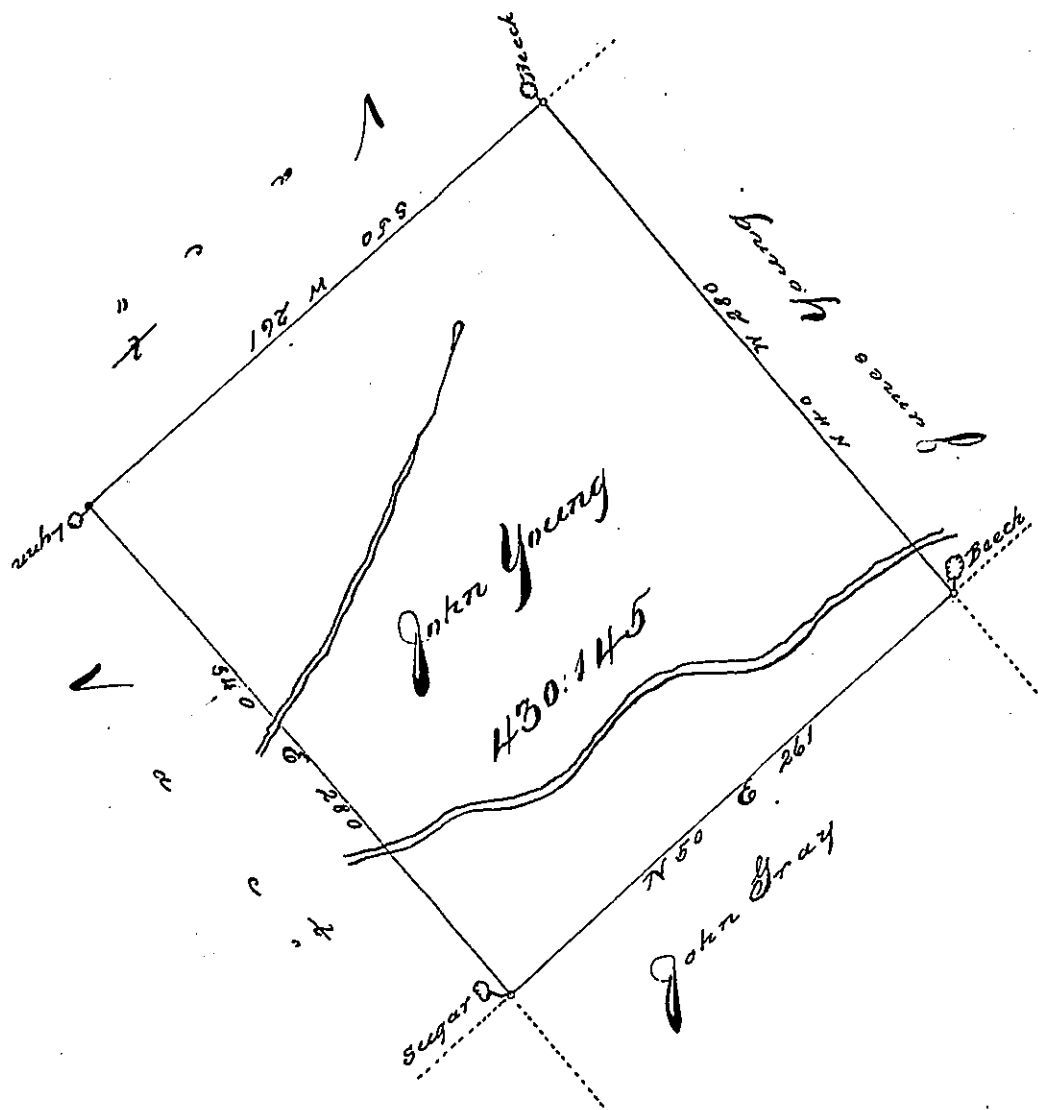 Beech
S 50 W 261
James Young
N 40 W 280
Lynn
John Young
430:145
Beech
S 40 E 280
N 50 E 261
John Gray
Sugar